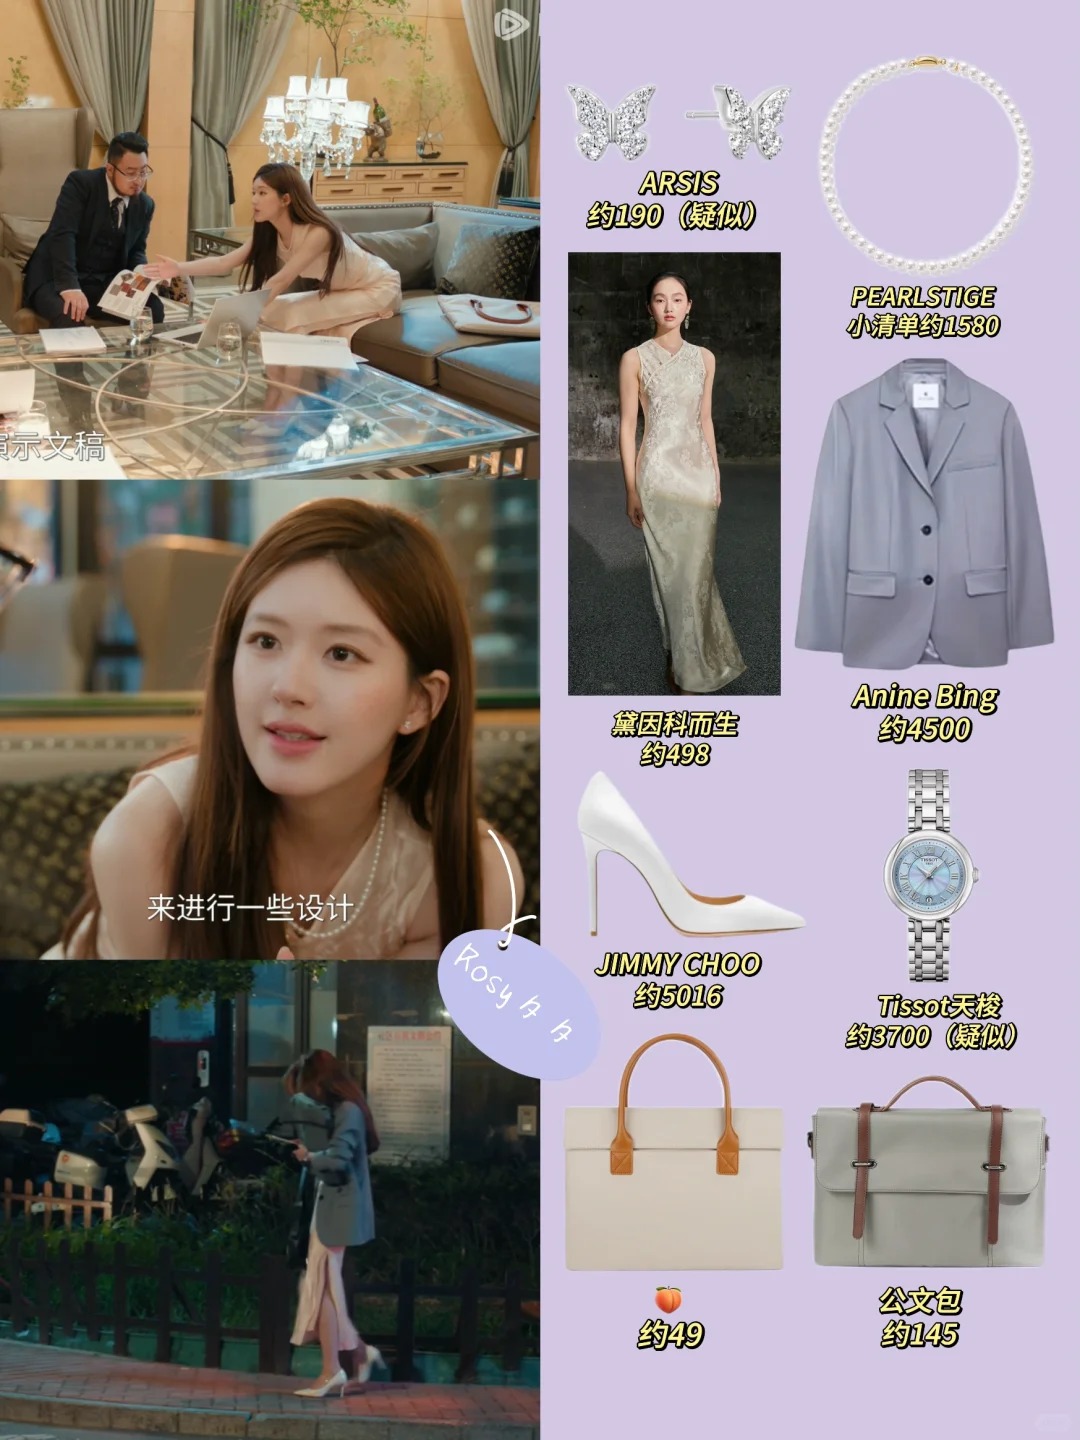 演示文稿
来进行一些设计
Rosy夕夕
ARSIS
约190（疑似）
PEARLSTIGE
小清单约1580
黛因科而生
约498
Anine Bing
约4500
JIMMY CHOO
约5016
TISSOT
Tissot天梭
约3700（疑似）
🍑
约49
公文包
约145